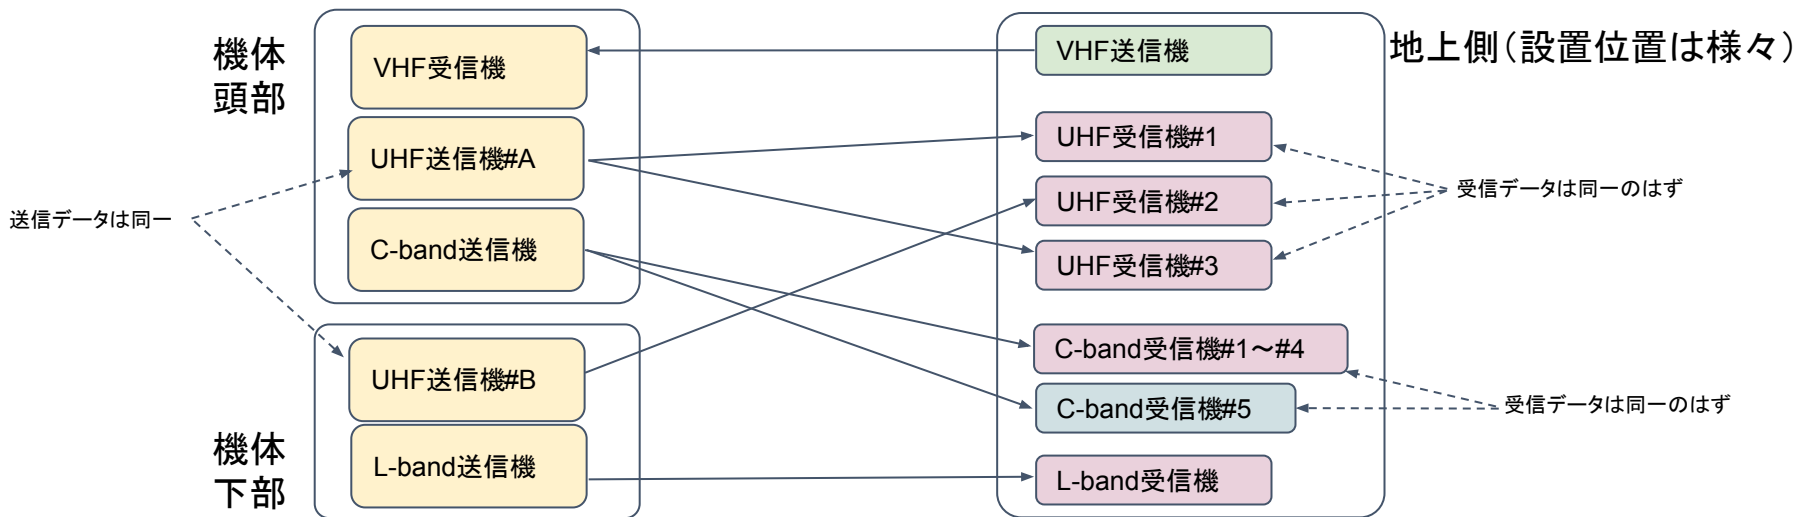 機体
頭部
VHF受信機
UHF送信機#A
C-band送信機
送信データは同一
機体
下部
UHF送信機#B
L-band送信機
地上側(設置位置は様々)
VHF送信機
UHF受信機#1
UHF受信機#2
UHF受信機#3
受信データは同一のはず
C-band受信機#1〜#4
C-band受信機#5
受信データは同一のはず
L-band受信機